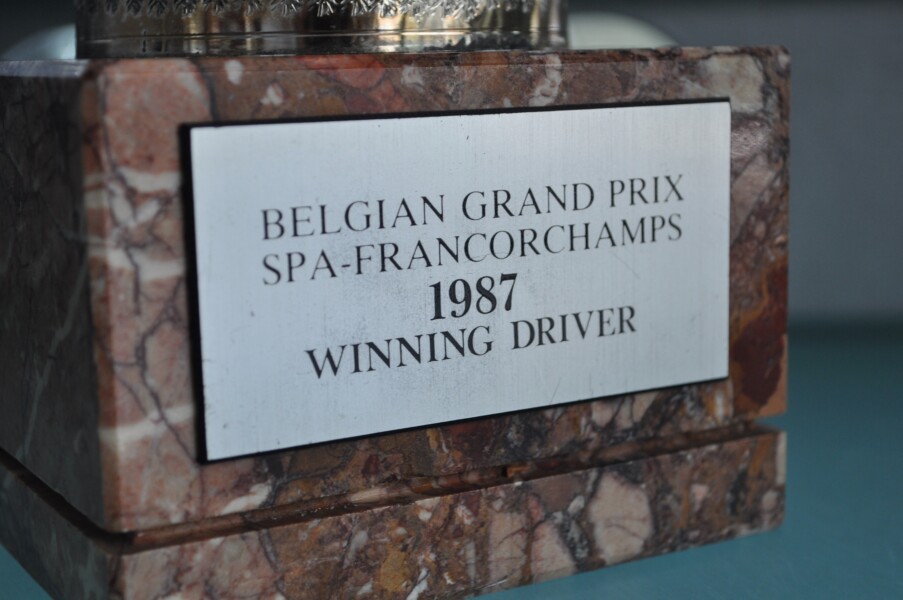 BELGIAN GRAND PRIX
SPA-FRANCORCHAMPS
1987
WINNING DRIVER